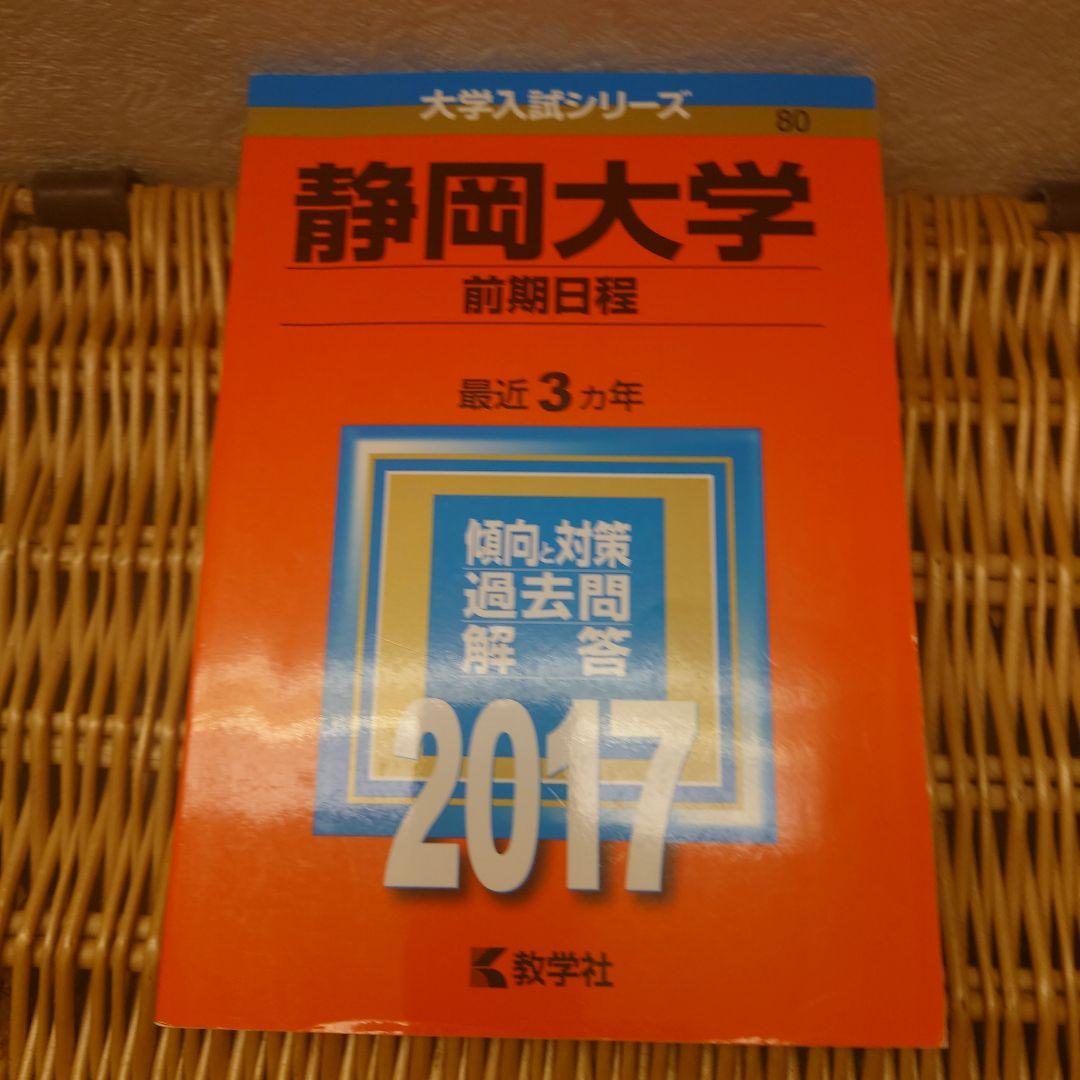 大学入試シリーズ
80
静岡大学
前期日程
最近3カ年
傾向と対策
過去問
解答
2017
教学社